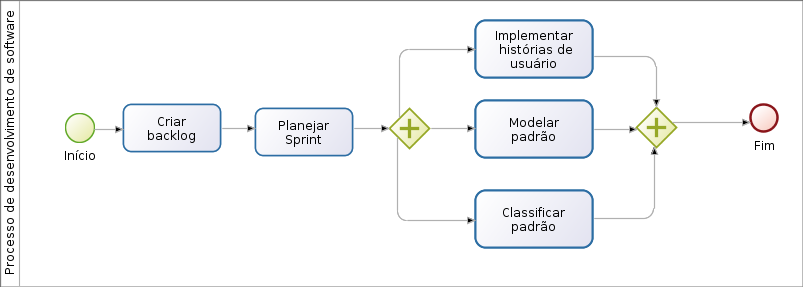 Processo de desenvolvimento de software
Início
Criar
backlog
Planejar
Sprint
Implementar
histórias de
usuário
Modelar
padrão
Classificar
padrão
Fim